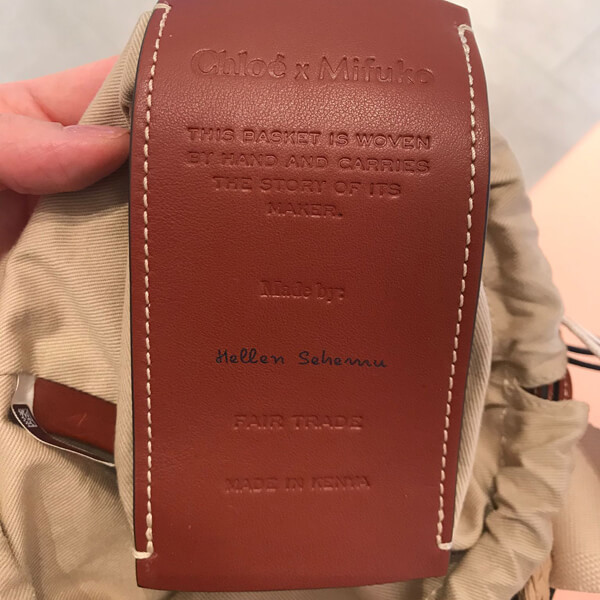 Chloé x Mifuko
THIS BASKET IS WOVEN
BY HAND AND CARRIES
THE STORY OF ITS
MAKER.
Made by:
Hellen Sehemu
FAIR TRADE
MADE IN KENYA